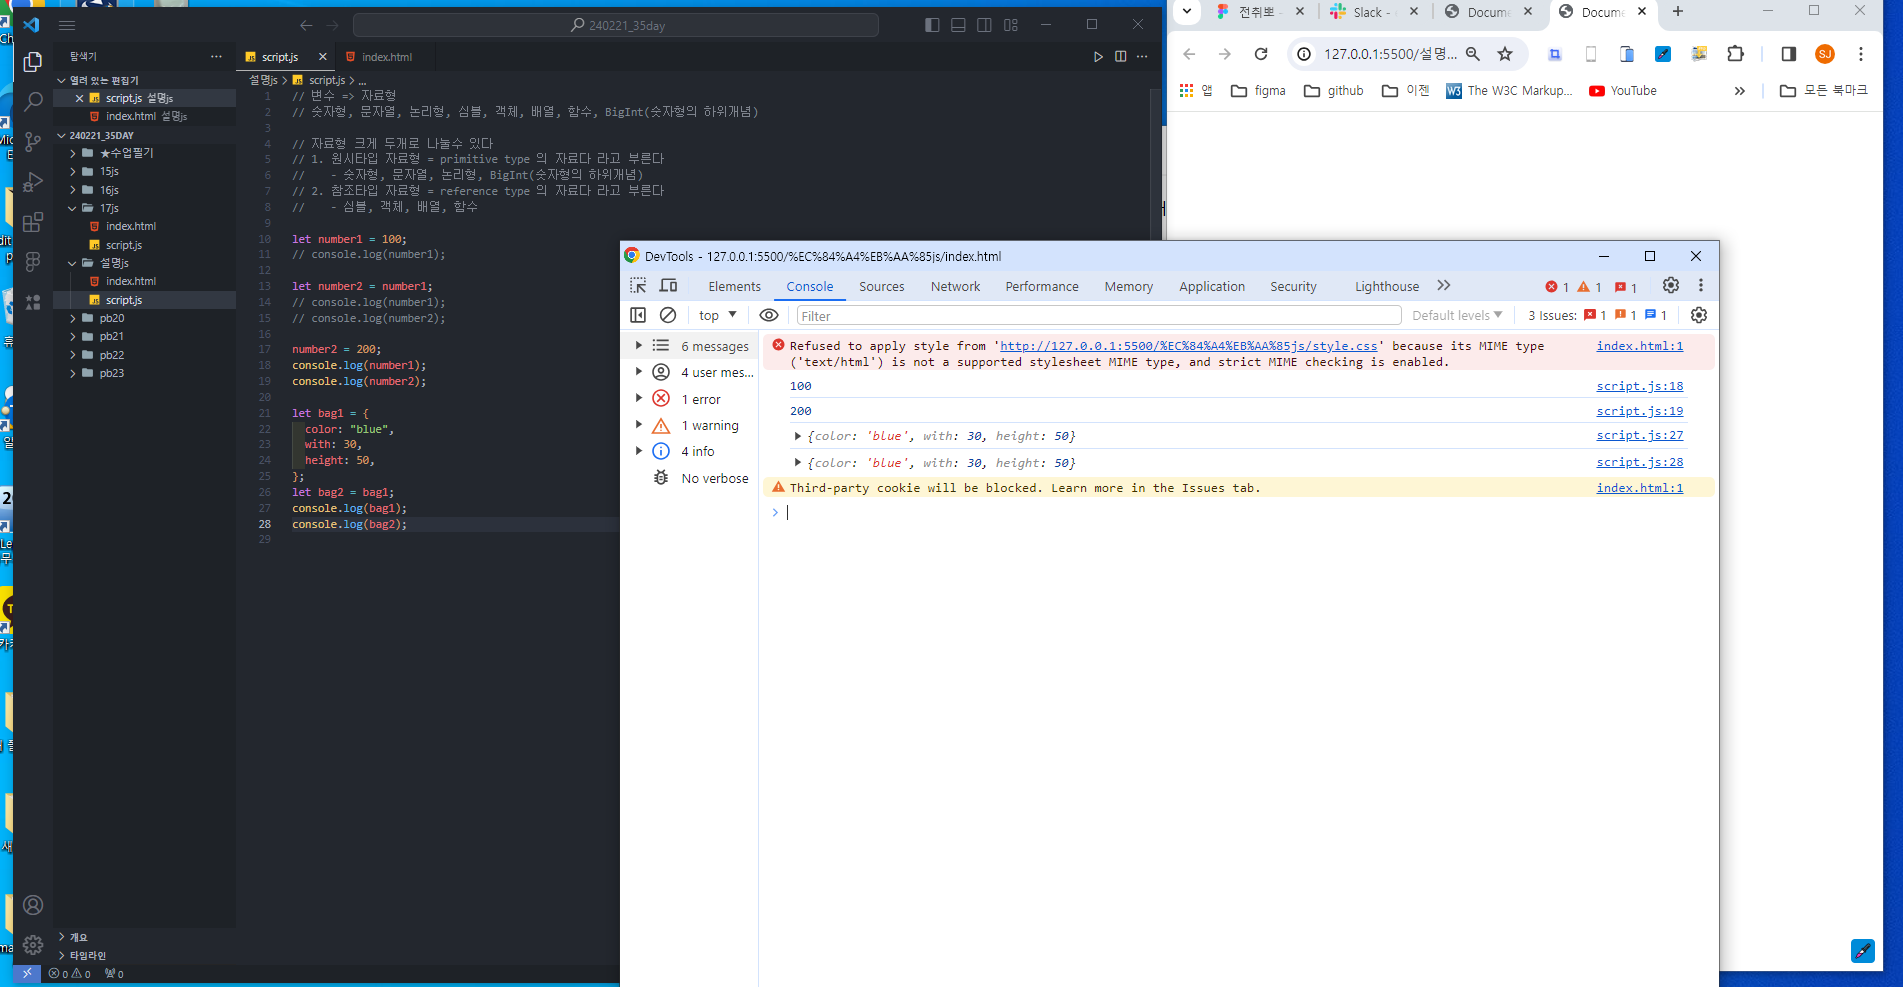 240221_35day
탐색기
script.js
index.html
설명js > script.js > ...
열려 있는 편집기
script.js 설명js
index.html 설명js
240221_35DAY
★수업필기
15js
16js
17js
index.html
script.js
설명js
index.html
script.js
pb20
pb21
pb22
pb23
개요
타임라인
0 0 0
1 // 변수 => 자료형
2 // 숫자형, 문자열, 논리형, 심볼, 객체, 배열, 함수, BigInt(숫자형의 하위개념)
3
4 // 자료형 크게 두개로 나눌수 있다
5 // 1. 원시타입 자료형 = primitive type 의 자료다 라고 부른다
6 //    - 숫자형, 문자열, 논리형, BigInt(숫자형의 하위개념)
7 // 2. 참조타입 자료형 = reference type 의 자료다 라고 부른다
8 //    - 심볼, 객체, 배열, 함수
9
10 let number1 = 100;
11 // console.log(number1);
12
13 let number2 = number1;
14 // console.log(number1);
15 // console.log(number2);
16
17 number2 = 200;
18 console.log(number1);
19 console.log(number2);
20
21 let bag1 = {
22   color: "blue",
23   with: 30,
24   height: 50,
25 };
26 let bag2 = bag1;
27 console.log(bag1);
28 console.log(bag2);
29
전취뽀 -
Slack -
Docume
Docume
127.0.0.1:5500/설명...
SJ
앱
figma
github
이젠
W3 The W3C Markup...
YouTube
»
모든 북마크
DevTools - 127.0.0.1:5500/%EC%84%A4%EB%AA%85js/index.html
Elements Console Sources Network Performance Memory Application Security Lighthouse 1 1 1
top Filter Default levels 3 Issues: 1 1 1
6 messages
4 user mes...
1 error
1 warning
4 info
No verbose
Refused to apply style from 'http://127.0.0.1:5500/%EC%84%A4%EB%AA%85js/style.css' because its MIME type index.html:1
('text/html') is not a supported stylesheet MIME type, and strict MIME checking is enabled.
100 script.js:18
200 script.js:19
{color: 'blue', with: 30, height: 50} script.js:27
{color: 'blue', with: 30, height: 50} script.js:28
Third-party cookie will be blocked. Learn more in the Issues tab. index.html:1